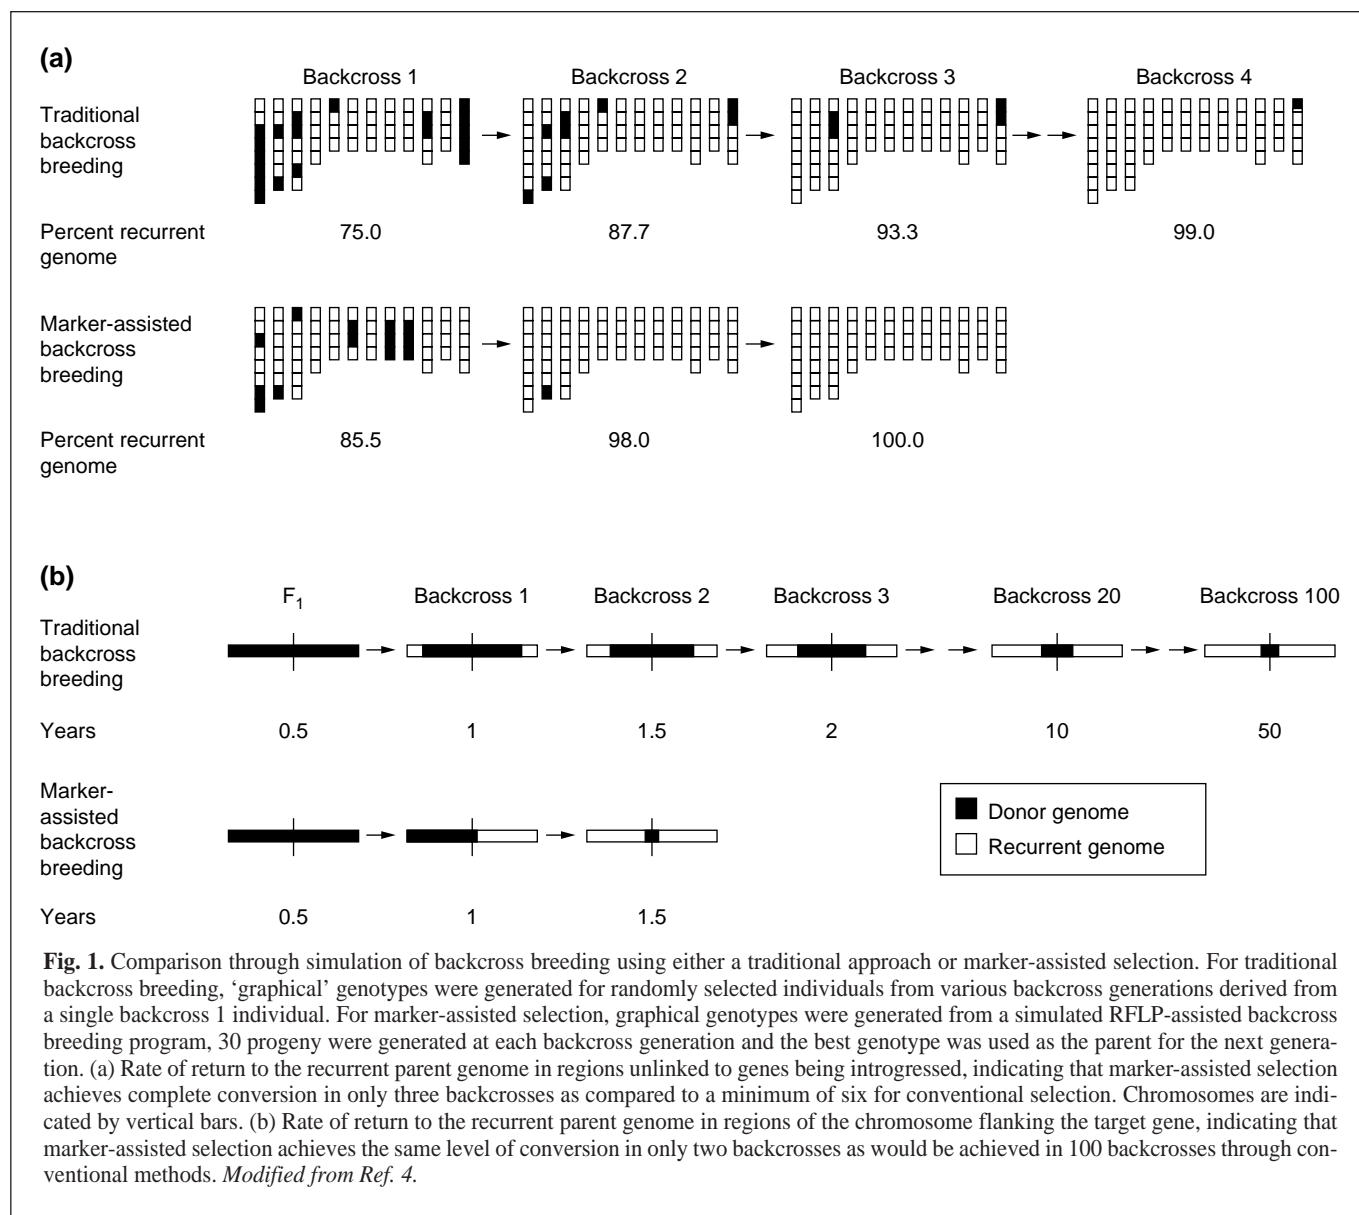 (a)
Backcross 1
Backcross 2
Backcross 3
Backcross 4
Traditional
backcross
breeding
Percent recurrent
genome
75.0
87.7
93.3
99.0
Marker-assisted
backcross
breeding
Percent recurrent
genome
85.5
98.0
100.0
(b)
F1
Backcross 1
Backcross 2
Backcross 3
Backcross 20
Backcross 100
Traditional
backcross
breeding
Years
0.5
1
1.5
2
10
50
Marker-
assisted
backcross
breeding
Donor genome
Recurrent genome
Years
0.5
1
1.5
Fig. 1. Comparison through simulation of backcross breeding using either a traditional approach or marker-assisted selection. For traditional
backcross breeding, ‘graphical’ genotypes were generated for randomly selected individuals from various backcross generations derived from
a single backcross 1 individual. For marker-assisted selection, graphical genotypes were generated from a simulated RFLP-assisted backcross
breeding program, 30 progeny were generated at each backcross generation and the best genotype was used as the parent for the next genera-
tion. (a) Rate of return to the recurrent parent genome in regions unlinked to genes being introgressed, indicating that marker-assisted selection
achieves complete conversion in only three backcrosses as compared to a minimum of six for conventional selection. Chromosomes are indi-
cated by vertical bars. (b) Rate of return to the recurrent parent genome in regions of the chromosome flanking the target gene, indicating that
marker-assisted selection achieves the same level of conversion in only two backcrosses as would be achieved in 100 backcrosses through con-
ventional methods. Modified from Ref. 4.